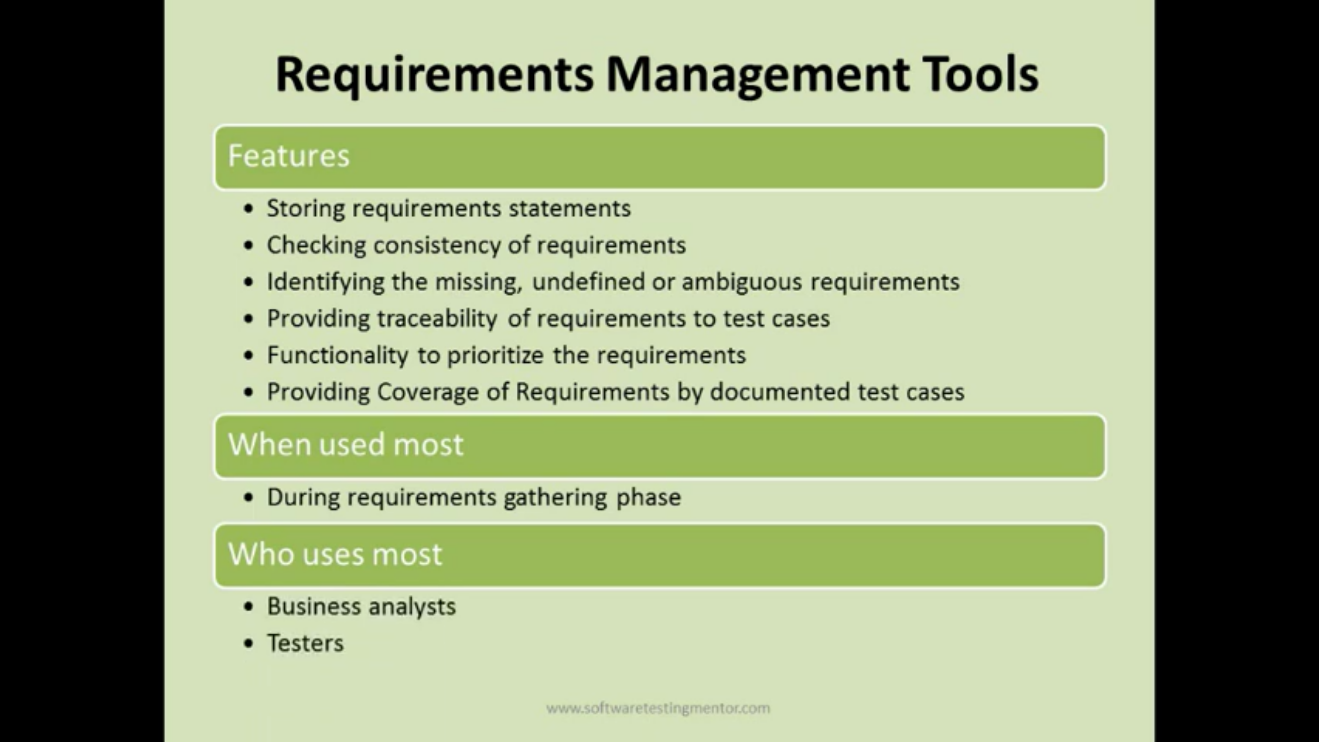 Requirements Management Tools
Features
• Storing requirements statements
• Checking consistency of requirements
• Identifying the missing, undefined or ambiguous requirements
• Providing traceability of requirements to test cases
• Functionality to prioritize the requirements
• Providing Coverage of Requirements by documented test cases
When used most
• During requirements gathering phase
Who uses most
• Business analysts
• Testers
www.softwaretestingmentor.com